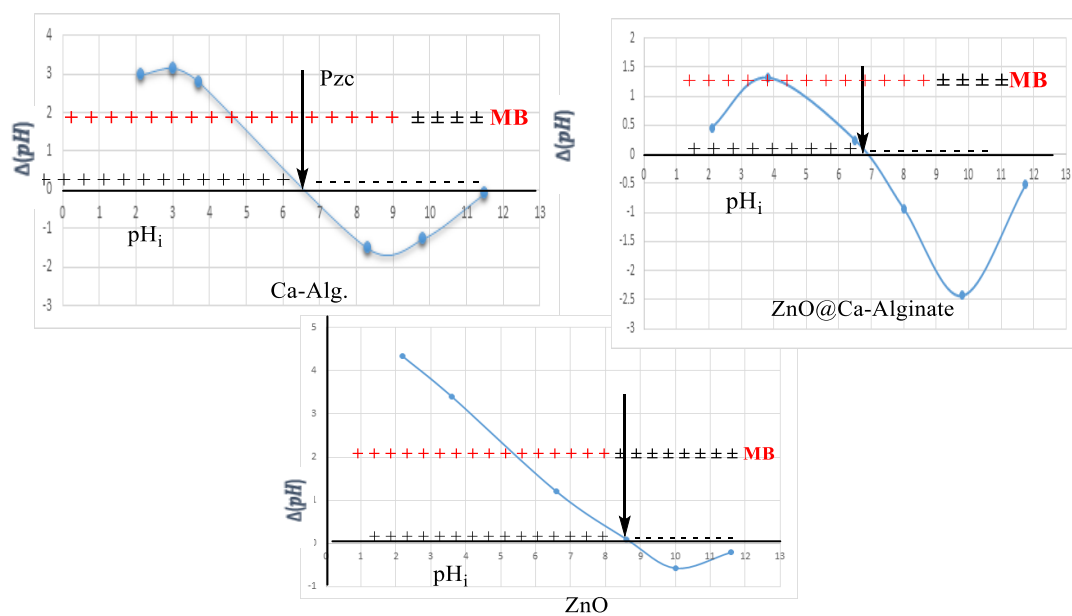 4
3
2
1
0
-1
-2
-3
Δ(pH)
Pzc
+ + + + + + + + + + + + + + + + + ± ± ± ± MB
+ + + + + + + + + + + + + - - - - - - - - - - -
0 1 2 3 4 5 6 7 8 9 10 11 12 13
pHi
Ca-Alg.
2
1.5
1
0.5
0
-0.5
-1
-1.5
-2
-2.5
-3
Δ(pH)
+ + + + + + + + + + + + + ± ± ± ± ± MB
+ + + + + + + + + - - - - - - - - -
0 1 2 3 4 5 6 7 8 9 10 11 12 13
pHi
ZnO@Ca-Alginate
5
4
3
2
1
0
-1
Δ(pH)
+ + + + + + + + + + + + + + + + ± ± ± ± ± ± ± ± MB
+ + + + + + + + + + + + + + + - - - - - - - - -
0 1 2 3 4 5 6 7 8 9 10 11 12 13
pHi
ZnO